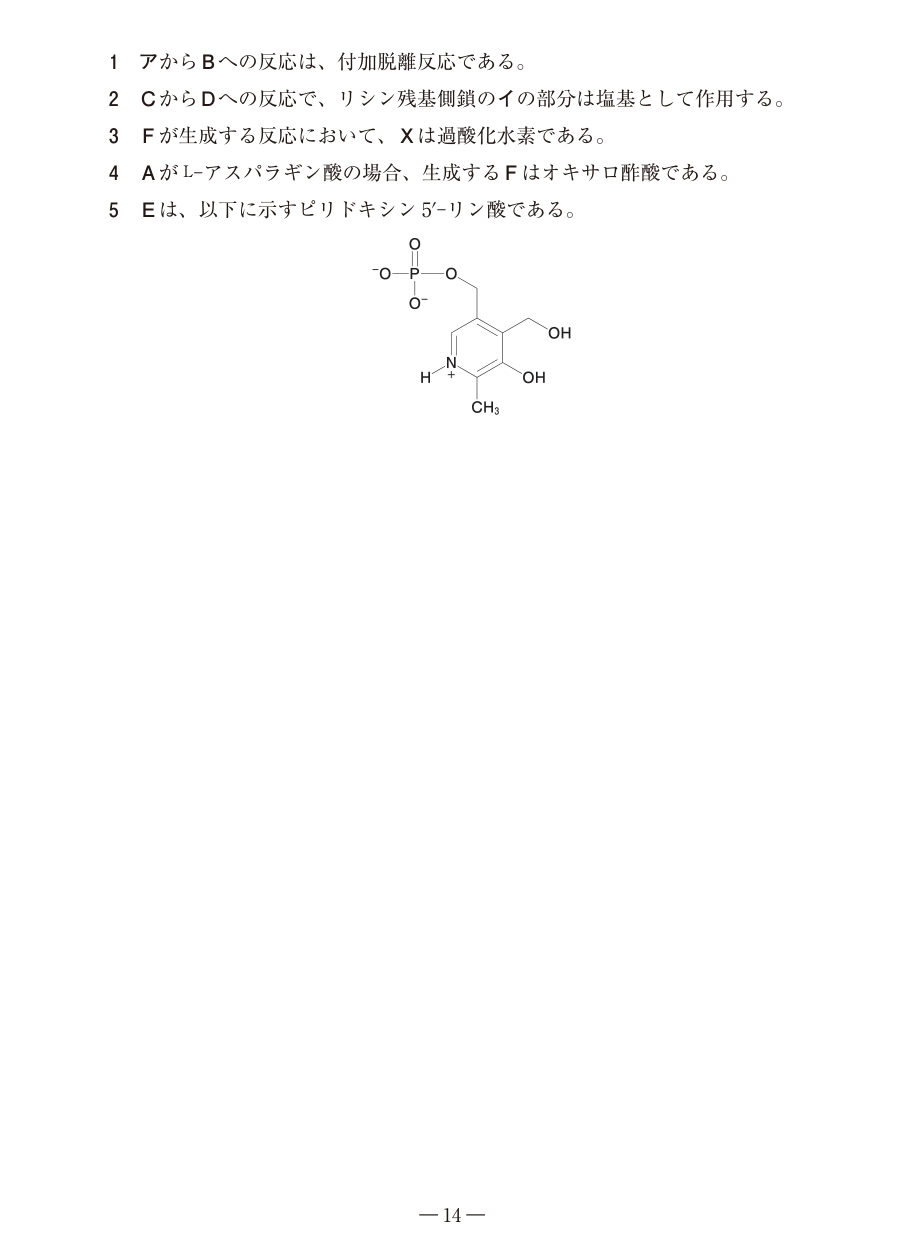 1 アからBへの反応は、付加脱離反応である。
2 CからDへの反応で、リシン残基側鎖のイの部分は塩基として作用する。
3 Fが生成する反応において、Xは過酸化水素である。
4 AがL-アスパラギン酸の場合、生成するFはオキサロ酢酸である。
5 Eは、以下に示すピリドキシン5′-リン酸である。
O
⁻O P O
O⁻
OH
N
+
H OH
CH₃
— 14 —